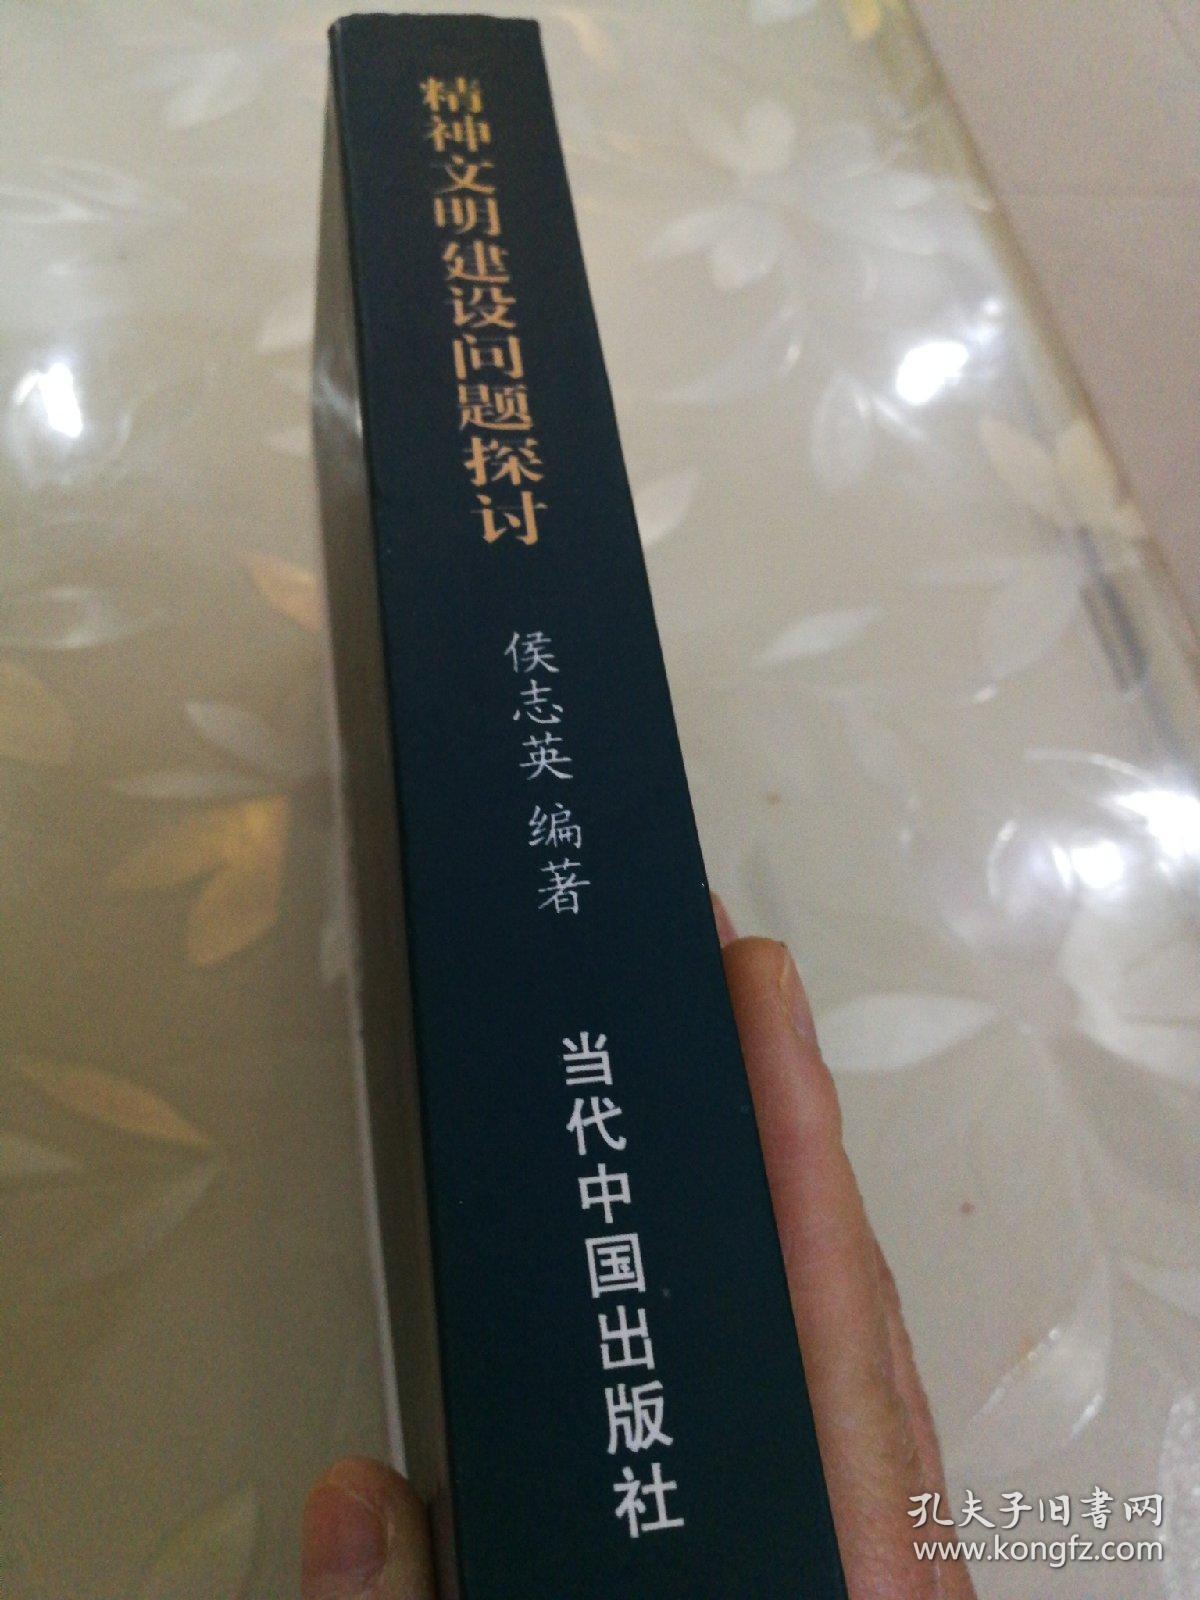 精神文明建设问题探讨
侯志英 编著
当代中国出版社
孔夫子旧书网
www.kongfz.com